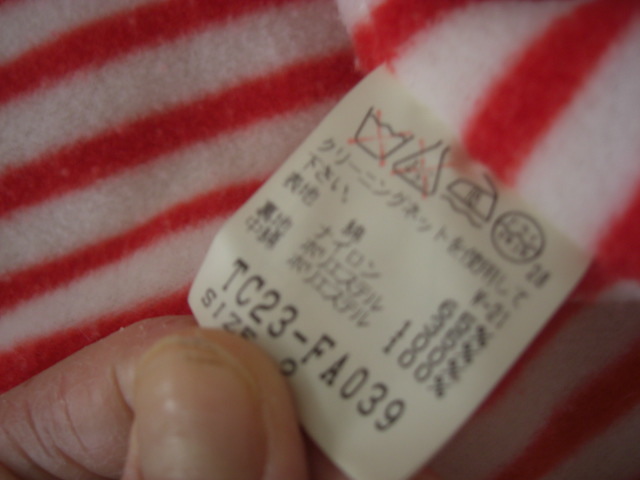 クリーニングネットを使用して
下さい。
表地 綿
ナイロン
裏地 ポリエステル 100%
中綿 ポリエステル 100%
TC23-FA039
SIZE